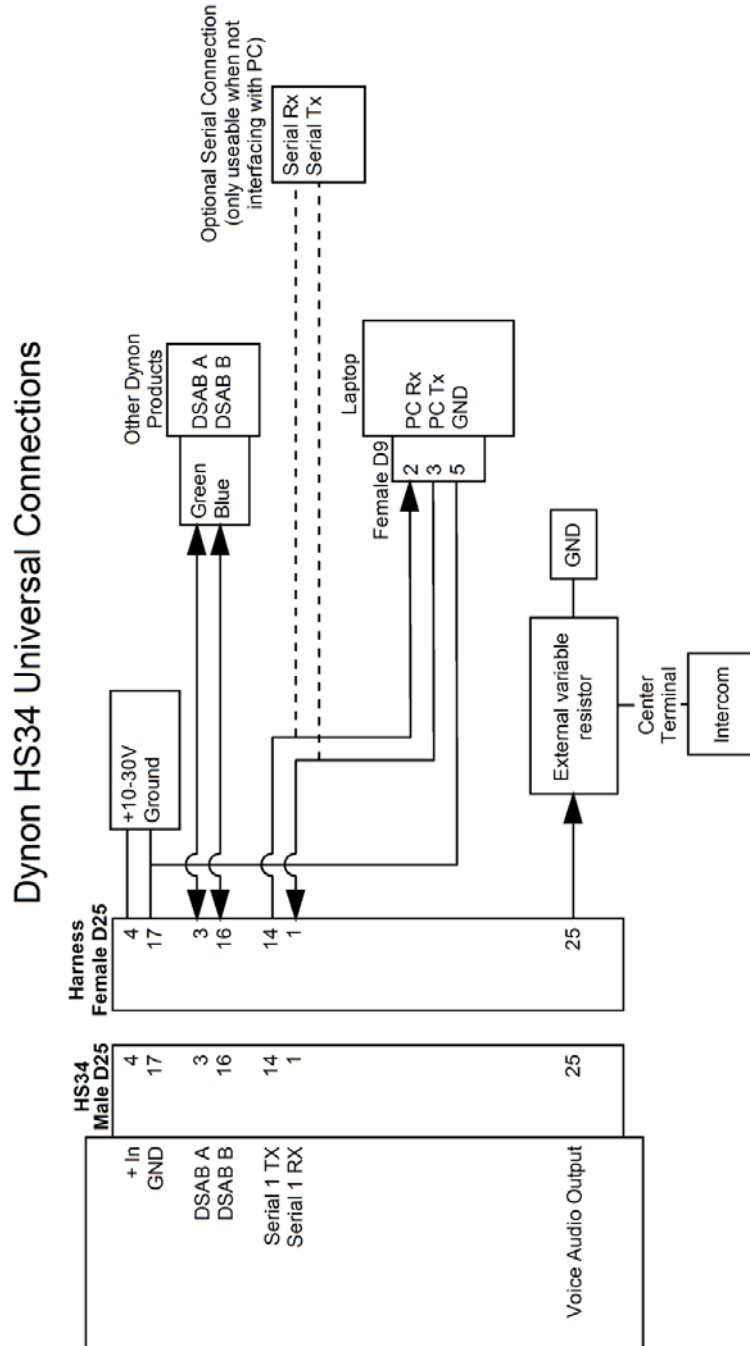 Dynon HS34 Universal Connections
HS34
Male D25
+ In
GND
DSAB A
DSAB B
Serial 1 TX
Serial 1 RX
Voice Audio Output
4
17
3
16
14
1
25
Harness
Female D25
4
17
3
16
14
1
25
+10-30V
Ground
Other Dynon
Products
Green
Blue
DSAB A
DSAB B
Optional Serial Connection
(only useable when not
interfacing with PC)
Serial Rx
Serial Tx
Laptop
Female D9
2
3
5
PC Rx
PC Tx
GND
External variable
resistor
GND
Center
Terminal
Intercom